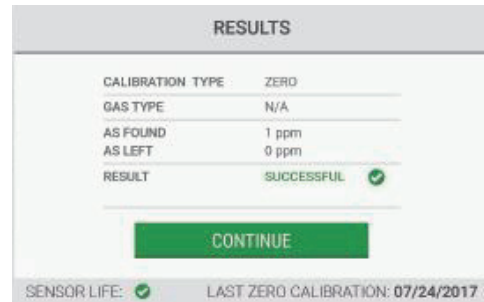 RESULTS
CALIBRATION TYPE ZERO
GAS TYPE N/A
AS FOUND 1 ppm
AS LEFT 0 ppm
RESULT SUCCESSFUL
CONTINUE
SENSOR LIFE: LAST ZERO CALIBRATION: 07/24/2017